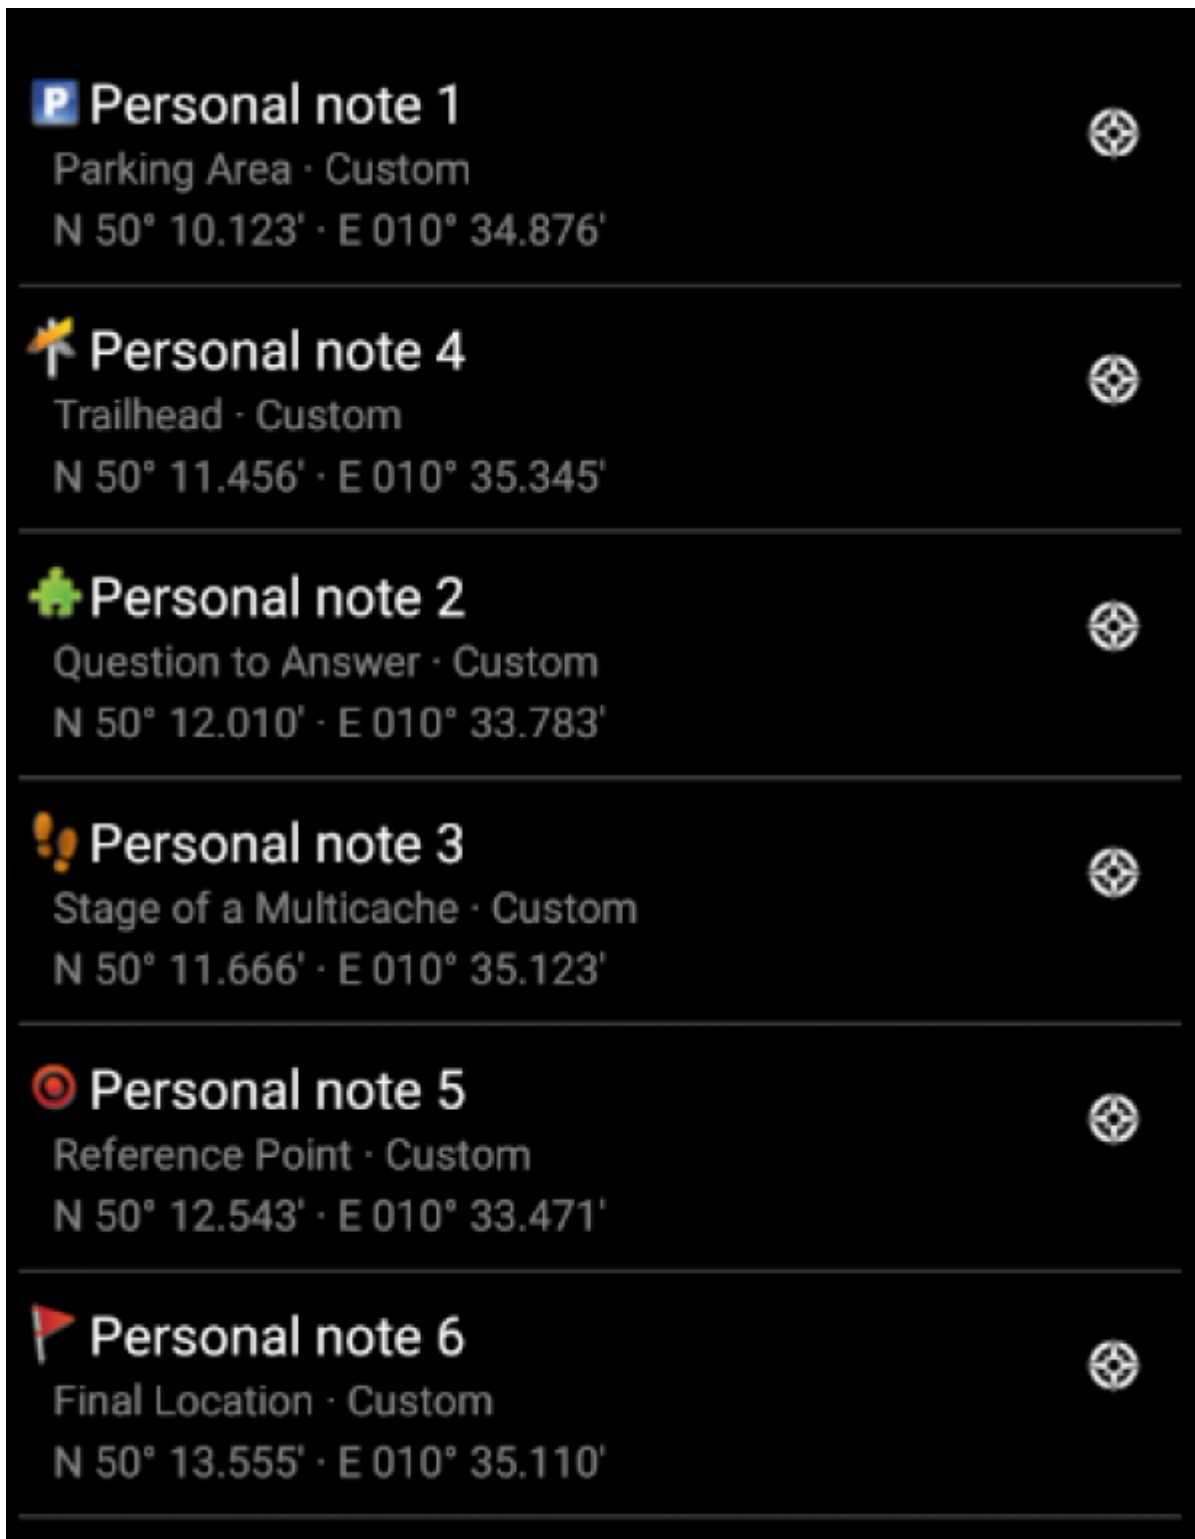 P Personal note 1
Parking Area · Custom
N 50° 10.123' · E 010° 34.876'
Personal note 4
Trailhead · Custom
N 50° 11.456' · E 010° 35.345'
Personal note 2
Question to Answer · Custom
N 50° 12.010' · E 010° 33.783'
Personal note 3
Stage of a Multicache · Custom
N 50° 11.666' · E 010° 35.123'
Personal note 5
Reference Point · Custom
N 50° 12.543' · E 010° 33.471'
Personal note 6
Final Location · Custom
N 50° 13.555' · E 010° 35.110'